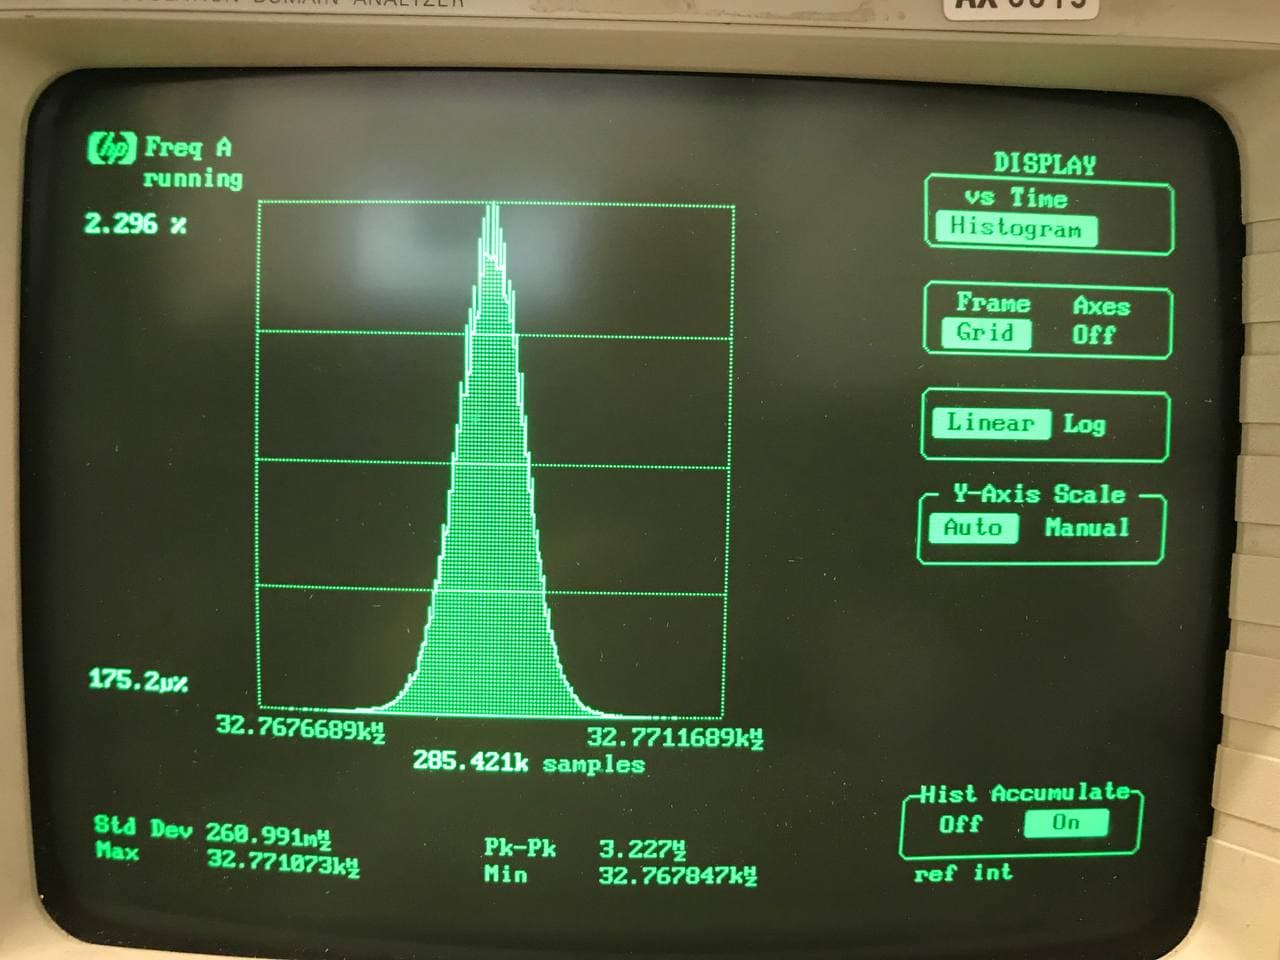 DOMAIN ANALYZER
hp Freq A
running
2.296 %
175.2µ%
32.7676689kHz
32.7711689kHz
285.421k samples
Std Dev 260.991mHz
Max 32.771073kHz
Pk-Pk 3.227Hz
Min 32.767847kHz
DISPLAY
vs Time
Histogram
Frame Axes
Grid Off
Linear Log
Y-Axis Scale
Auto Manual
Hist Accumulate
Off On
ref int